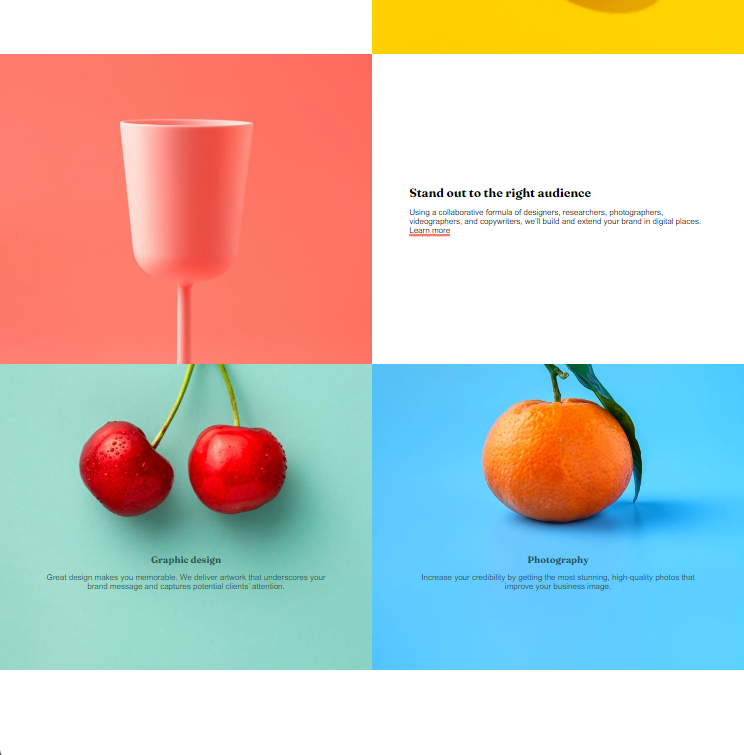 Stand out to the right audience
Using a collaborative formula of designers, researchers, photographers,
videographers, and copywriters, we'll build and extend your brand in digital places.
Learn more
Graphic design
Great design makes you memorable. We deliver artwork that underscores your
brand message and captures potential clients' attention.
Photography
Increase your credibility by getting the most stunning, high-quality photos that
improve your business image.